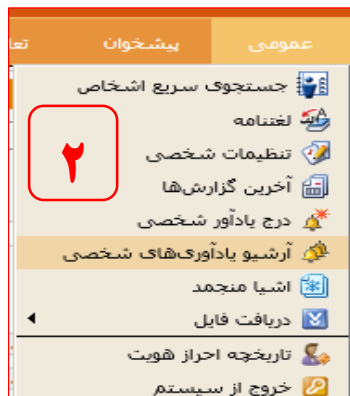 عمومی پیشخوان تعا
جستجوی سریع اشخاص
لغتنامه
تنظیمات شخصی
آخرین گزارش‌ها
درج یادآور شخصی
آرشیو یادآوری‌های شخصی
اشیا منجمد
دریافت فایل
تاریخچه احراز هویت
خروج از سیستم
۲